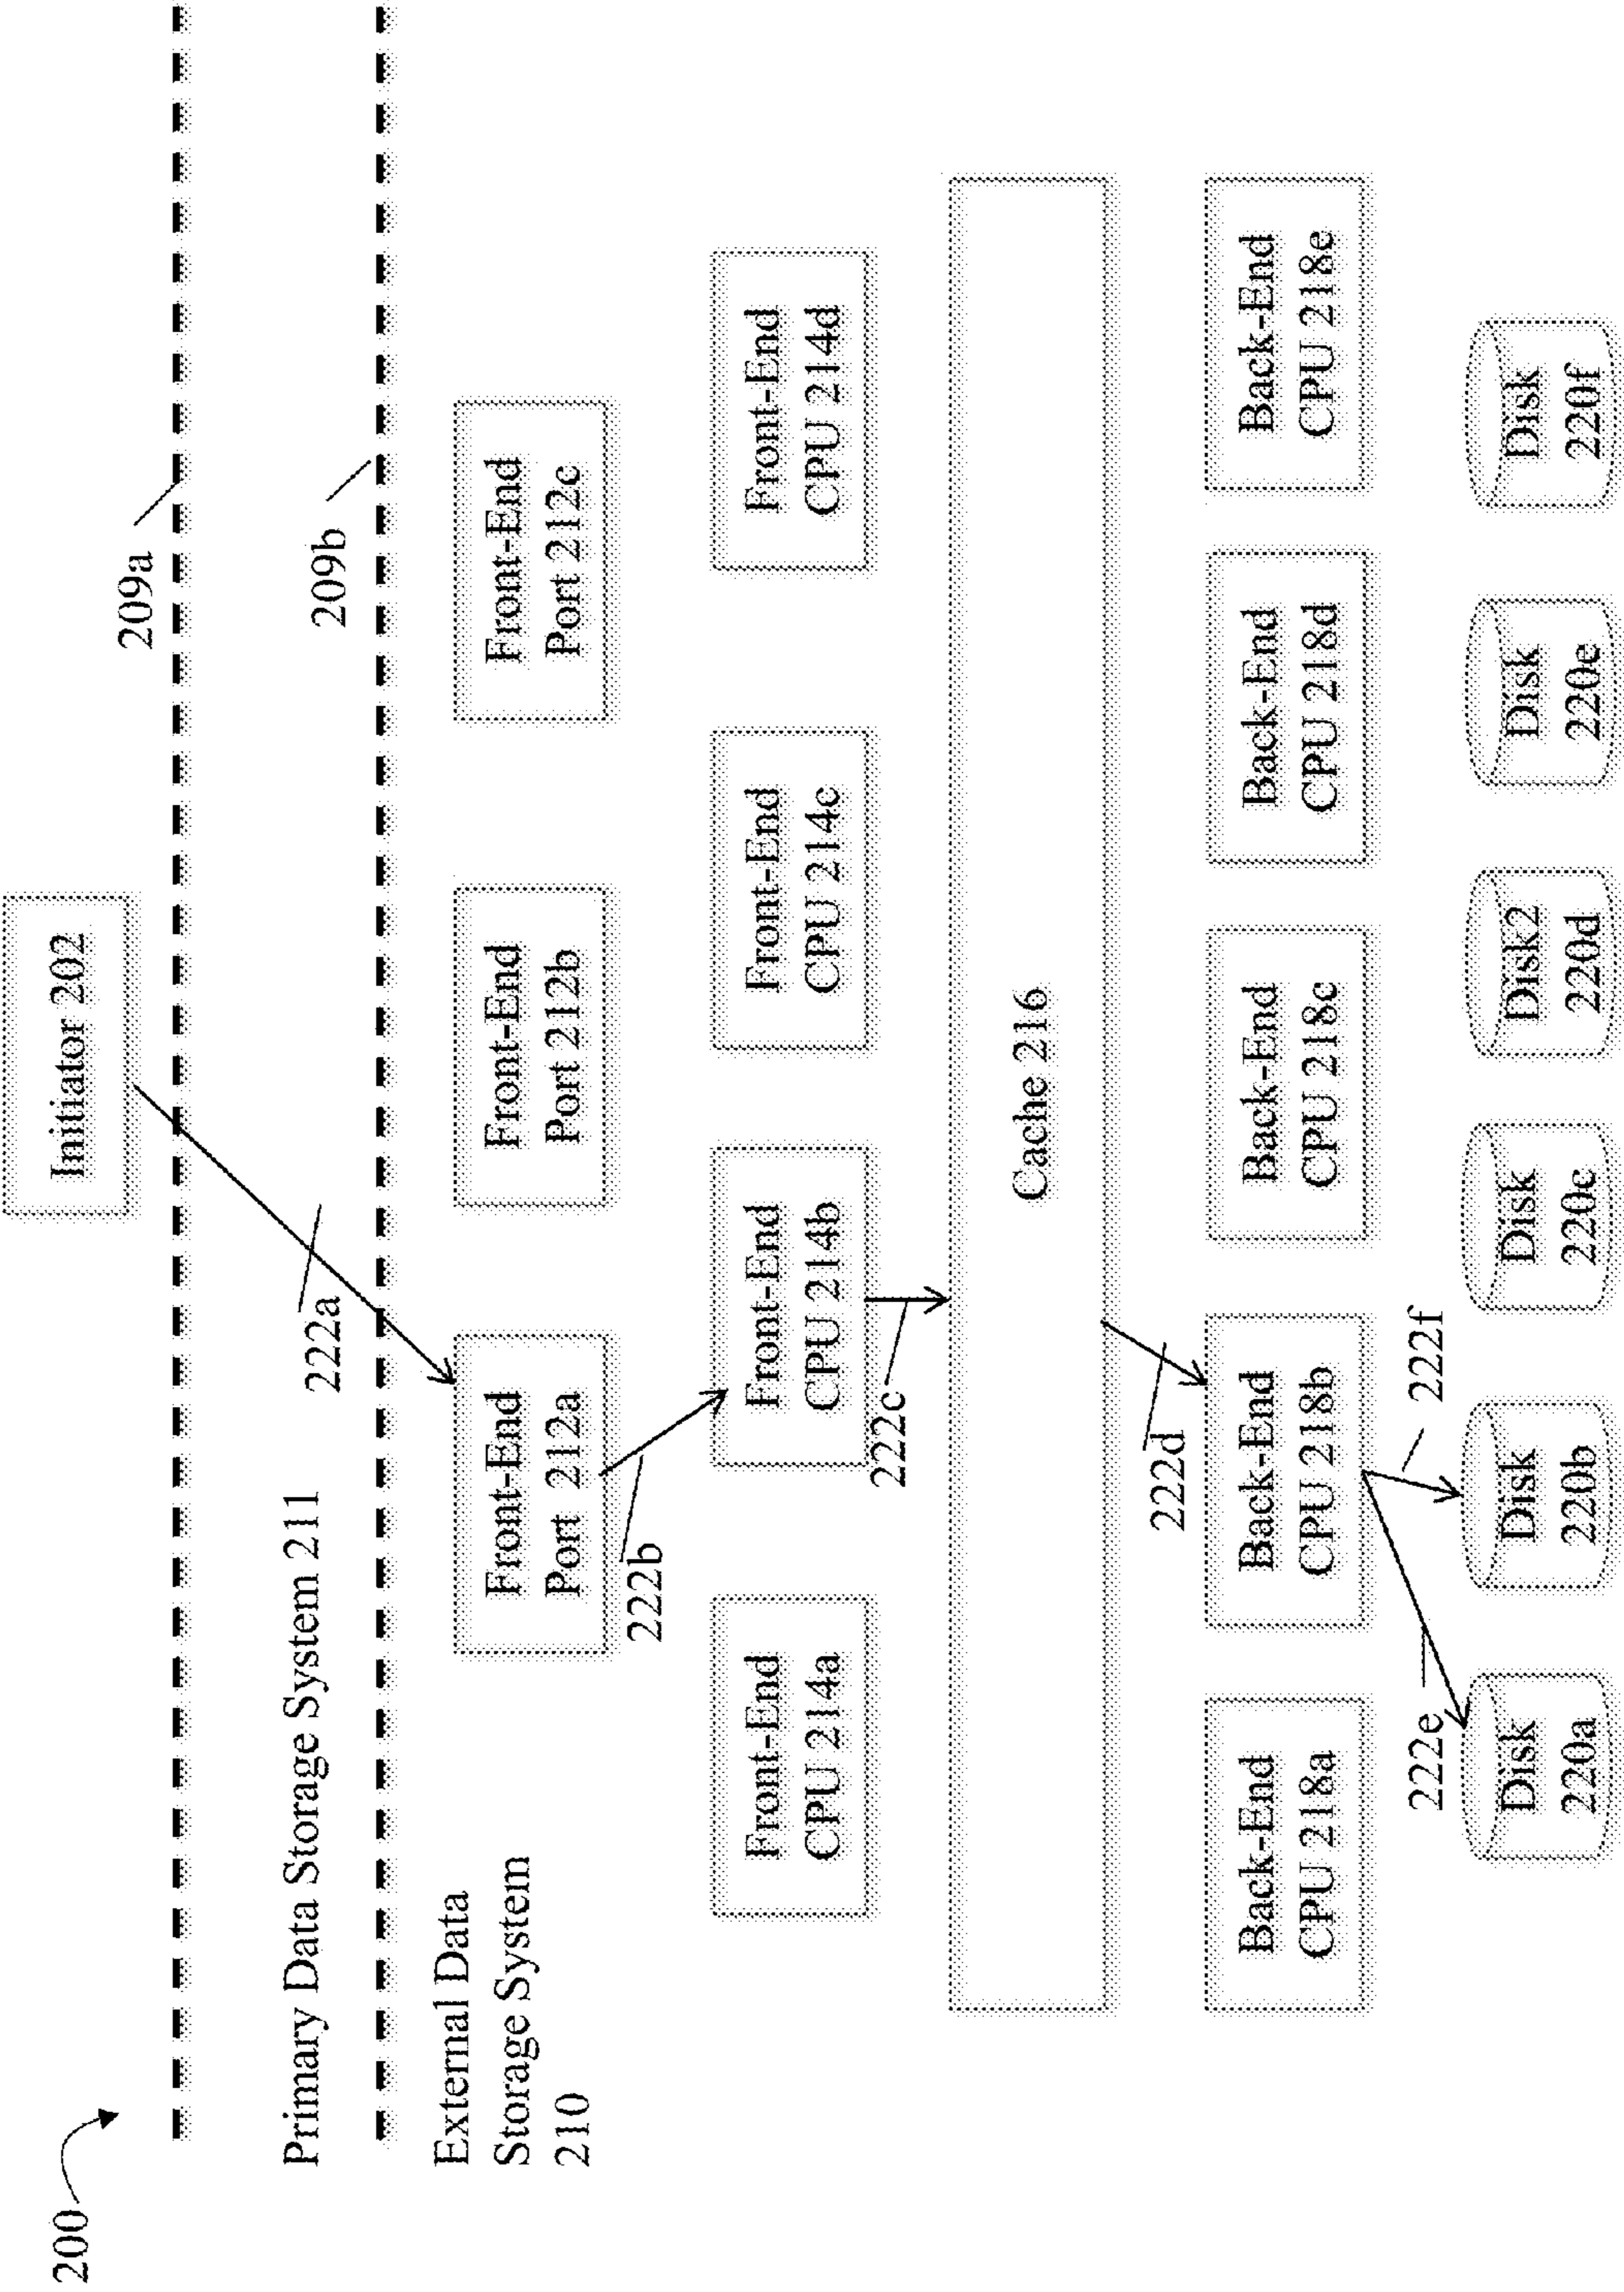 200
Initiator 202
209a
Primary Data Storage System 211
222a
209b
External Data
Storage System
210
Front-End
Port 212a
Front-End
Port 212b
Front-End
Port 212c
222b
Front-End
CPU 214a
Front-End
CPU 214b
Front-End
CPU 214c
Front-End
CPU 214d
222c
Cache 216
222d
Back-End
CPU 218a
Back-End
CPU 218b
Back-End
CPU 218c
Back-End
CPU 218d
Back-End
CPU 218e
222e
222f
Disk
220a
Disk
220b
Disk
220c
Disk2
220d
Disk
220e
Disk
220f